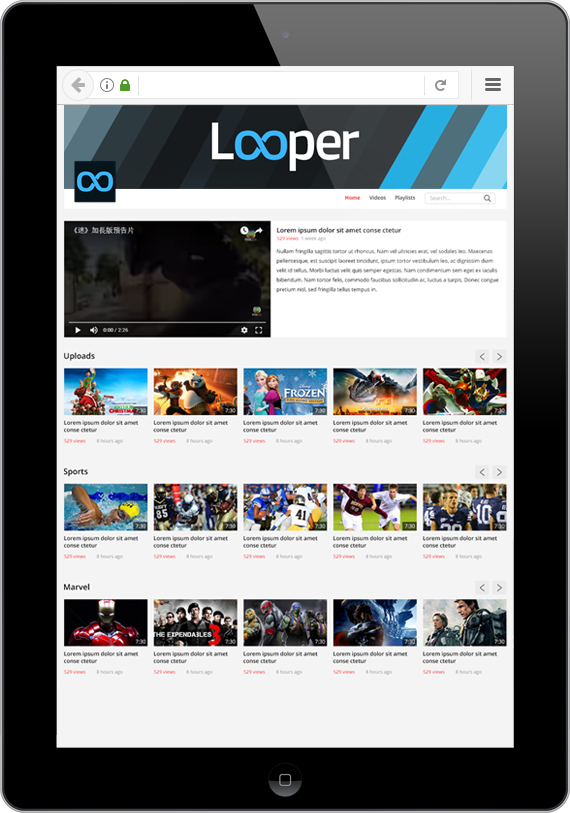 Looper
Home Videos Playlists Search...
《迷》加長版預告片
0:00 / 2:26
Lorem ipsum dolor sit amet conse ctetur
529 views 1 week ago
Nullam fringilla sagittis tortor ut rhoncus. Nam vel ultricies erat, vel sodales leo. Maecenas
pellentesque, est suscipit laoreet tincidunt, ipsum tortor vestibulum leo, ac dignissim diam
velit id tellus. Morbi luctus velit quis semper egestas. Nam condimentum sem eget ex iaculis
bibendum. Nam tortor felis, commodo faucibus sollicitudin ac, luctus a turpis. Donec congue
pretium nisl, sed fringilla tellus tempus in.
Uploads
CHRISTMAS 7:30
7:30
Disney
FROZEN
7:30
7:30
7:30
Lorem ipsum dolor sit amet conse ctetur
529 views 8 hours ago
Lorem ipsum dolor sit amet conse ctetur
529 views 8 hours ago
Lorem ipsum dolor sit amet conse ctetur
529 views 8 hours ago
Lorem ipsum dolor sit amet conse ctetur
529 views 8 hours ago
Lorem ipsum dolor sit amet conse ctetur
529 views 8 hours ago
Sports
7:30
NAVY
85
7:30
41
7:30
7:30
10
7:30
Lorem ipsum dolor sit amet conse ctetur
529 views 8 hours ago
Lorem ipsum dolor sit amet conse ctetur
529 views 8 hours ago
Lorem ipsum dolor sit amet conse ctetur
529 views 8 hours ago
Lorem ipsum dolor sit amet conse ctetur
529 views 8 hours ago
Lorem ipsum dolor sit amet conse ctetur
529 views 8 hours ago
Marvel
7:30
THE EXPENDABLES
7:30
7:30
7:30
7:30
Lorem ipsum dolor sit amet conse ctetur
529 views 8 hours ago
Lorem ipsum dolor sit amet conse ctetur
529 views 8 hours ago
Lorem ipsum dolor sit amet conse ctetur
529 views 8 hours ago
Lorem ipsum dolor sit amet conse ctetur
529 views 8 hours ago
Lorem ipsum dolor sit amet conse ctetur
529 views 8 hours ago